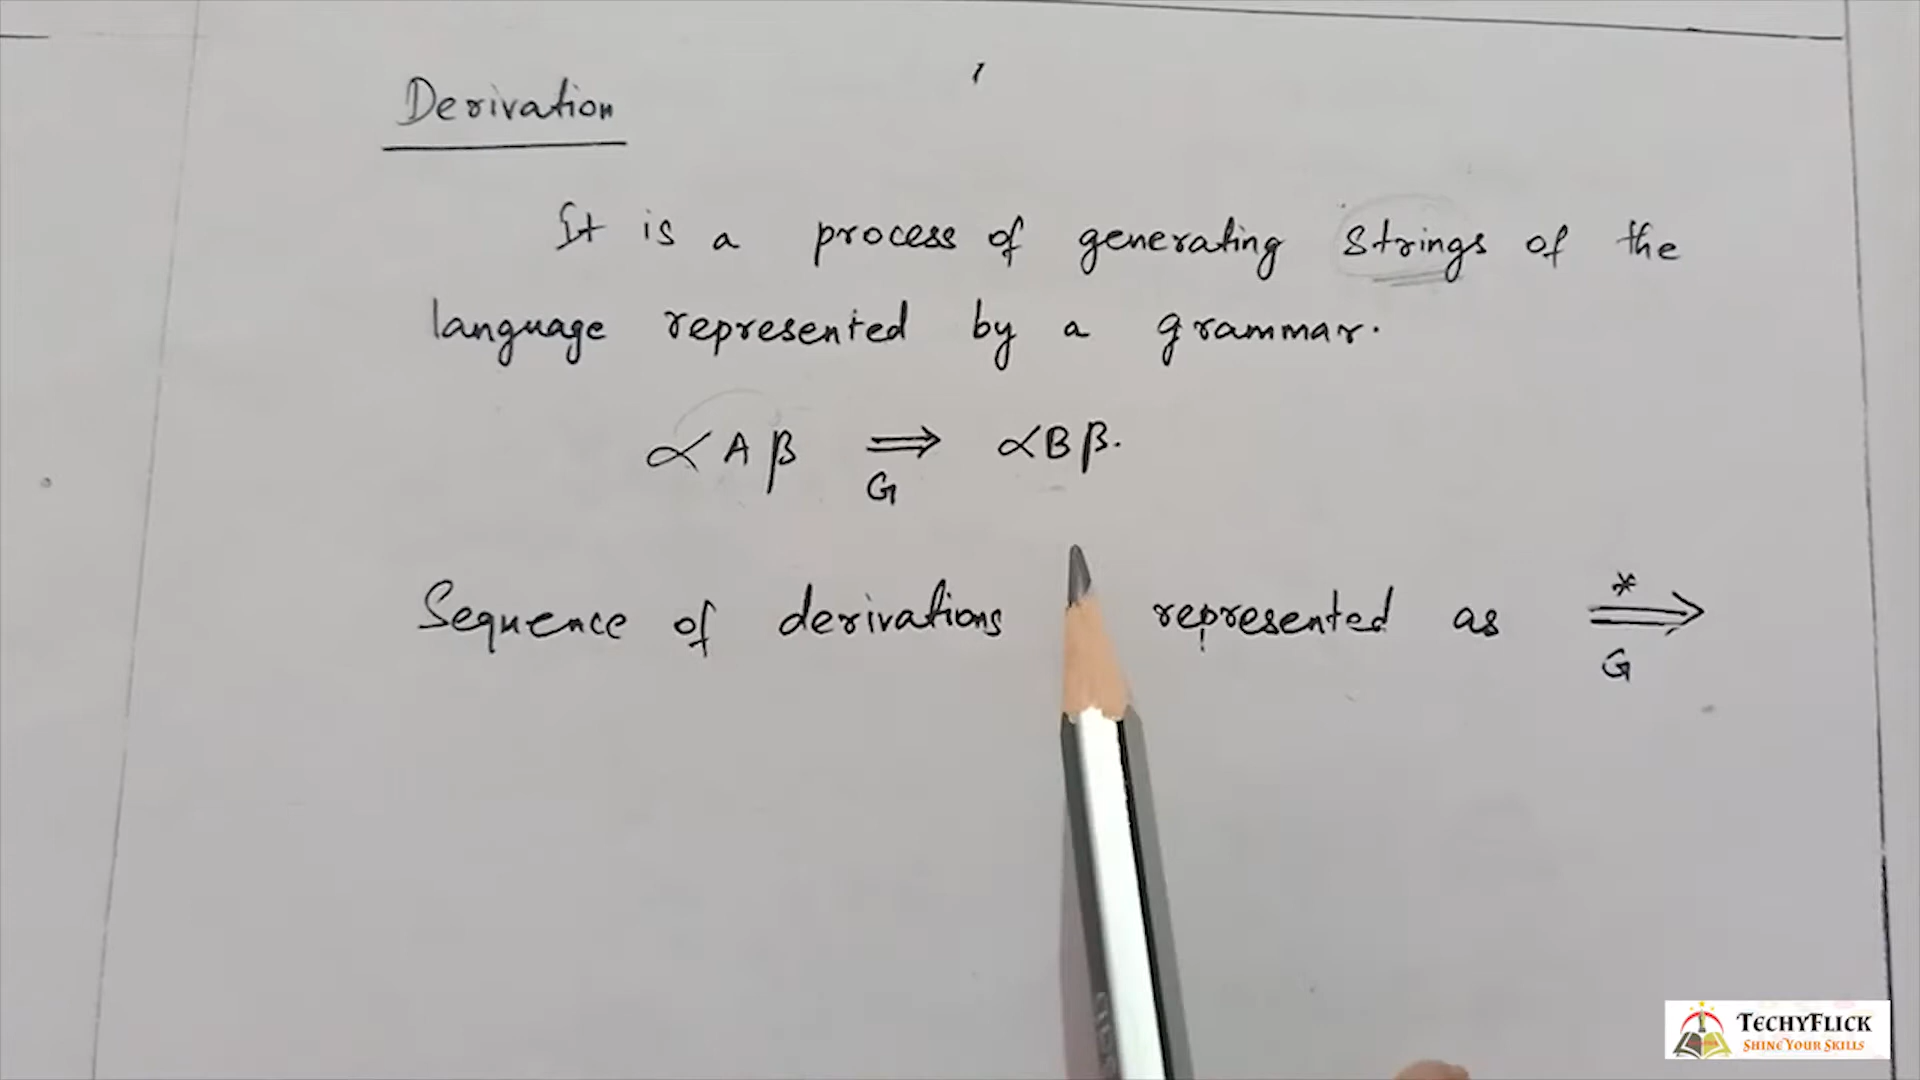 Derivation
It is a process of generating strings of the
language represented by a grammar.
αAβ ⟹ αBβ.
G
Sequence of derivations represented as *⟹
G
TECHYFLICK
SHINE YOUR SKILLS